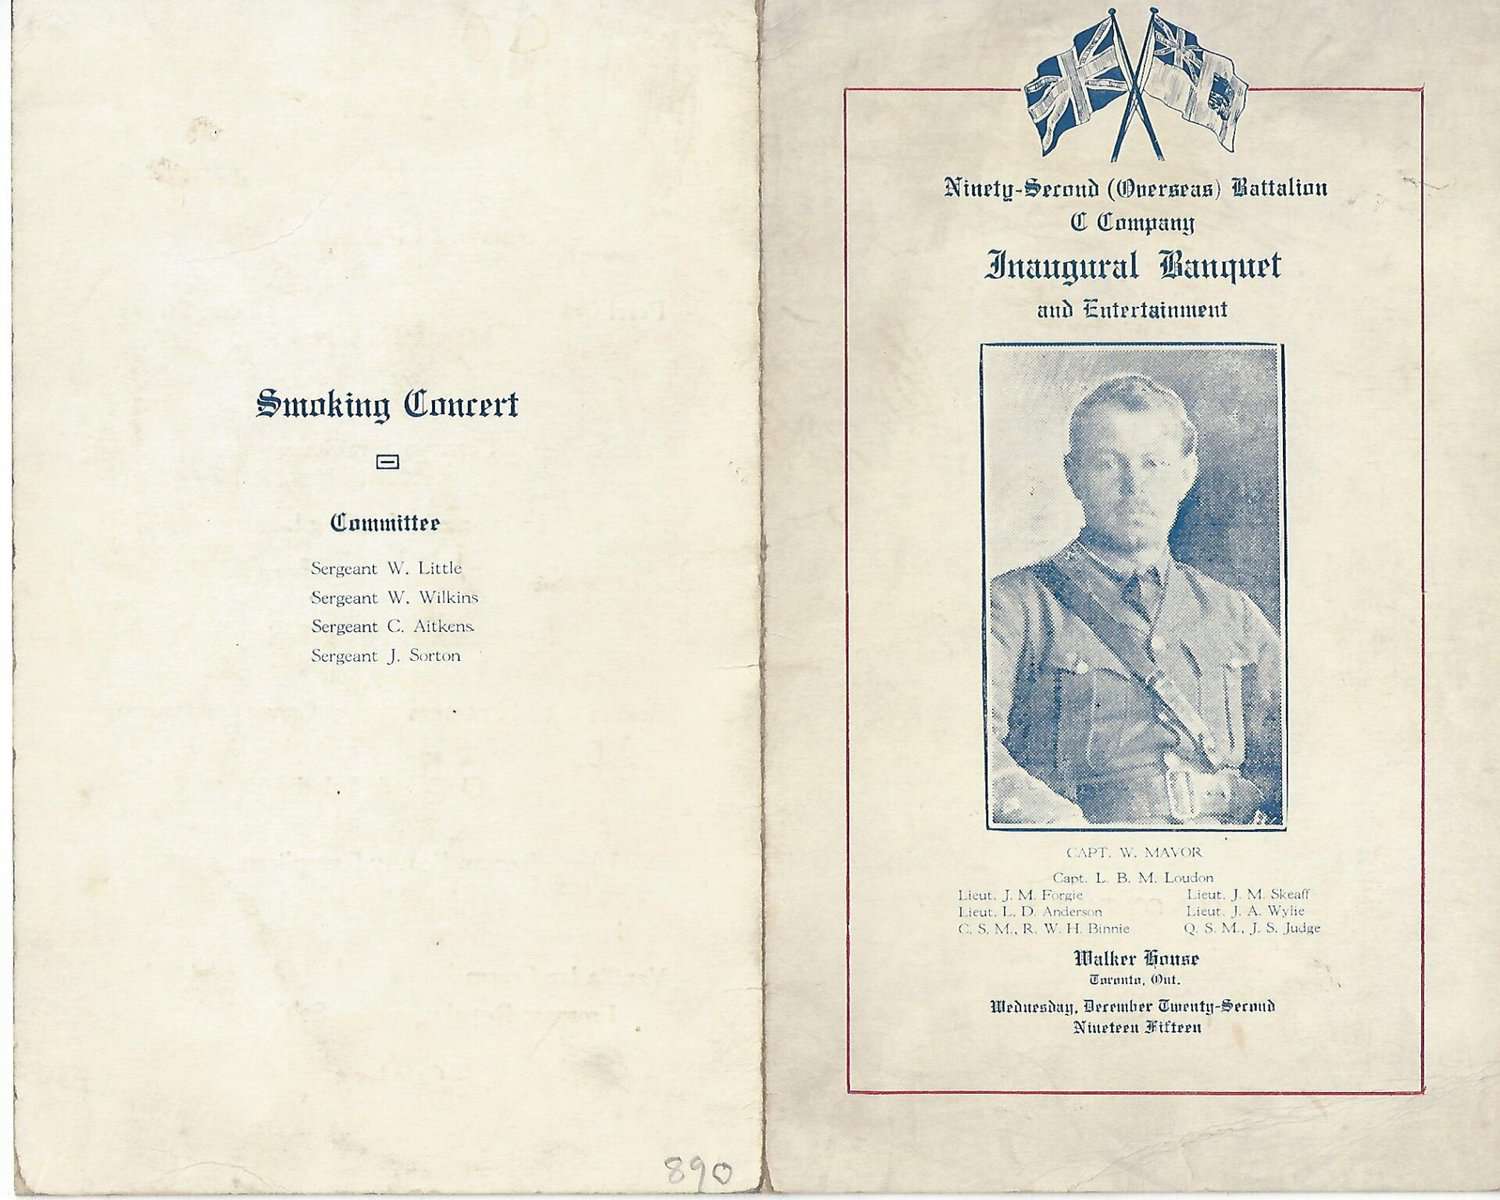 Smoking Concert
Committee
Sergeant W. Little
Sergeant W. Wilkins
Sergeant C. Aitkens
Sergeant J. Sorton
890
Ninety-Second (Overseas) Battalion
C Company
Inaugural Banquet
and Entertainment
CAPT. W. MAVOR
Capt. L. B. M. Loudon
Lieut. J. M. Forgie Lieut. J. M. Skeaff
Lieut. L. D. Anderson Lieut. J. A. Wylie
C. S. M., R. W. H. Binnie Q. S. M., J. S. Judge
Walker House
Toronto, Ont.
Wednesday, December Twenty-Second
Nineteen Fifteen